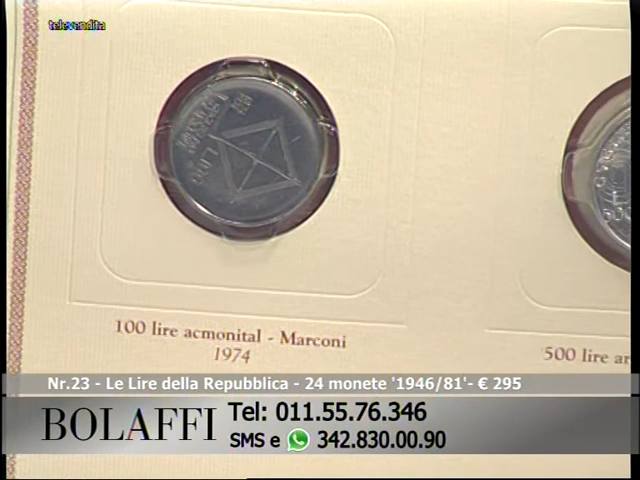 televendita
100 lire acmonital - Marconi
1974
500 lire ar
Nr.23 - Le Lire della Repubblica - 24 monete '1946/81'- € 295
BOLAFFI
Tel: 011.55.76.346
SMS e 342.830.00.90